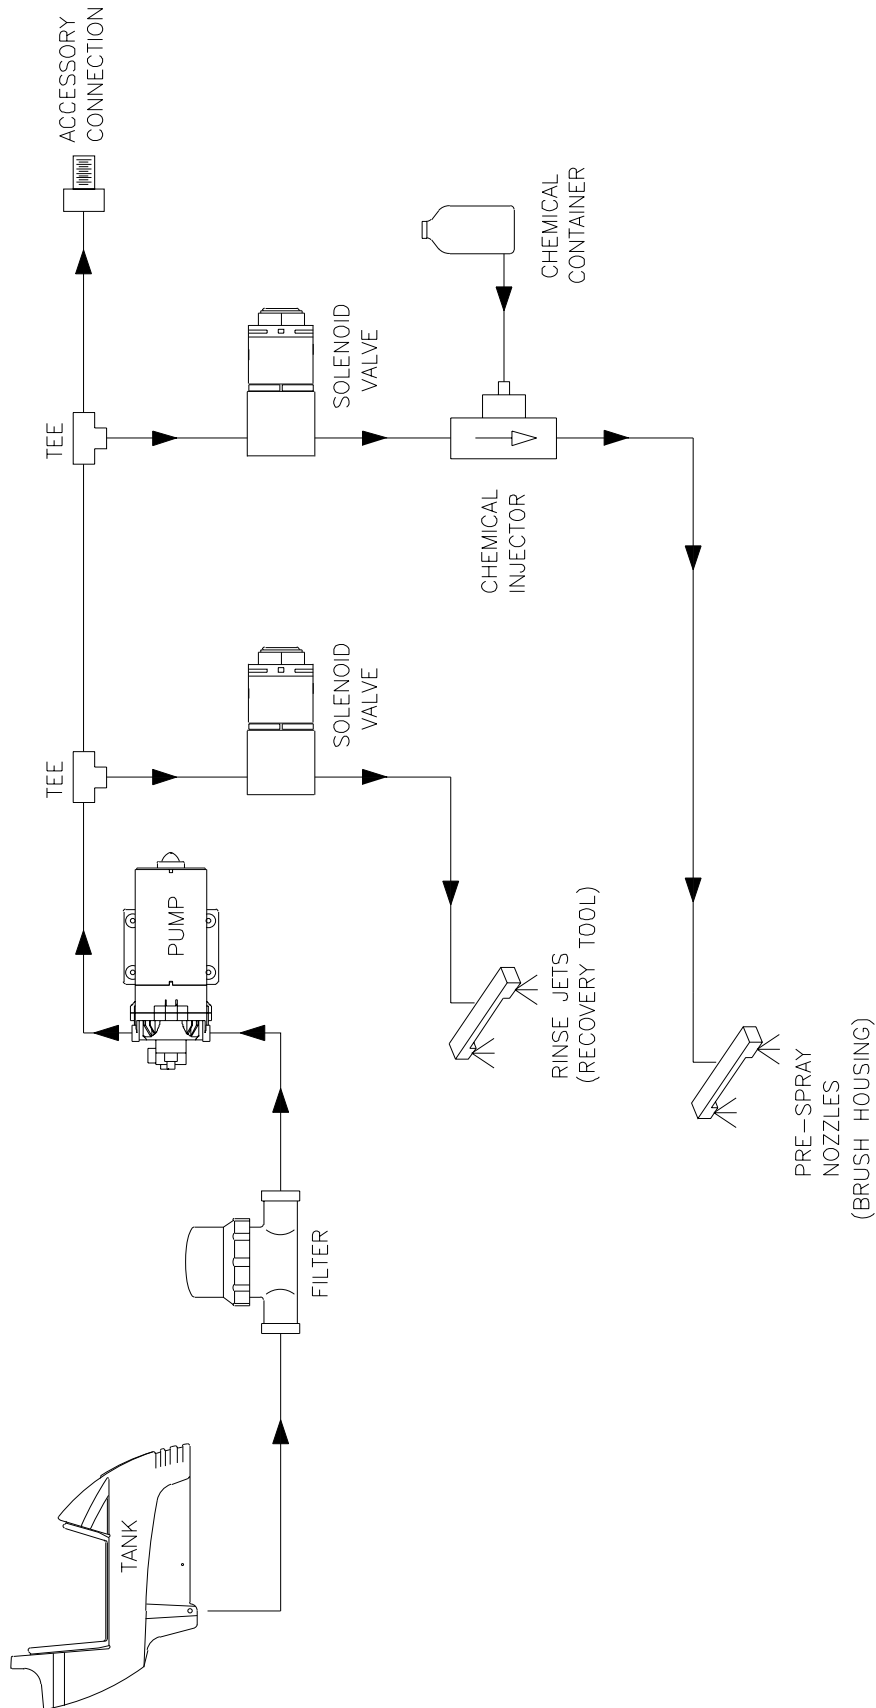 TANK
FILTER
PUMP
TEE
SOLENOID
VALVE
RINSE JETS
(RECOVERY TOOL)
TEE
SOLENOID
VALVE
CHEMICAL
INJECTOR
CHEMICAL
CONTAINER
PRE-SPRAY
NOZZLES
(BRUSH HOUSING)
ACCESSORY
CONNECTION